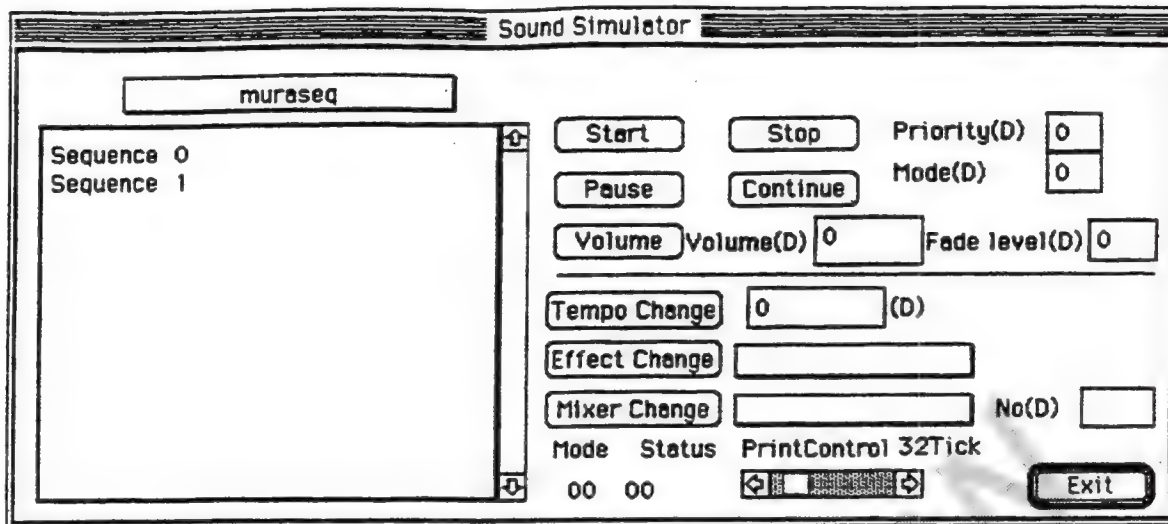 Sound Simulator
muraseq
Sequence 0
Sequence 1
Start Stop Priority(D) 0
Pause Continue Mode(D) 0
Volume Volume(D) 0 Fade level(D) 0
Tempo Change 0 (D)
Effect Change
Mixer Change No(D)
Mode Status PrintControl 32Tick
00 00
Exit